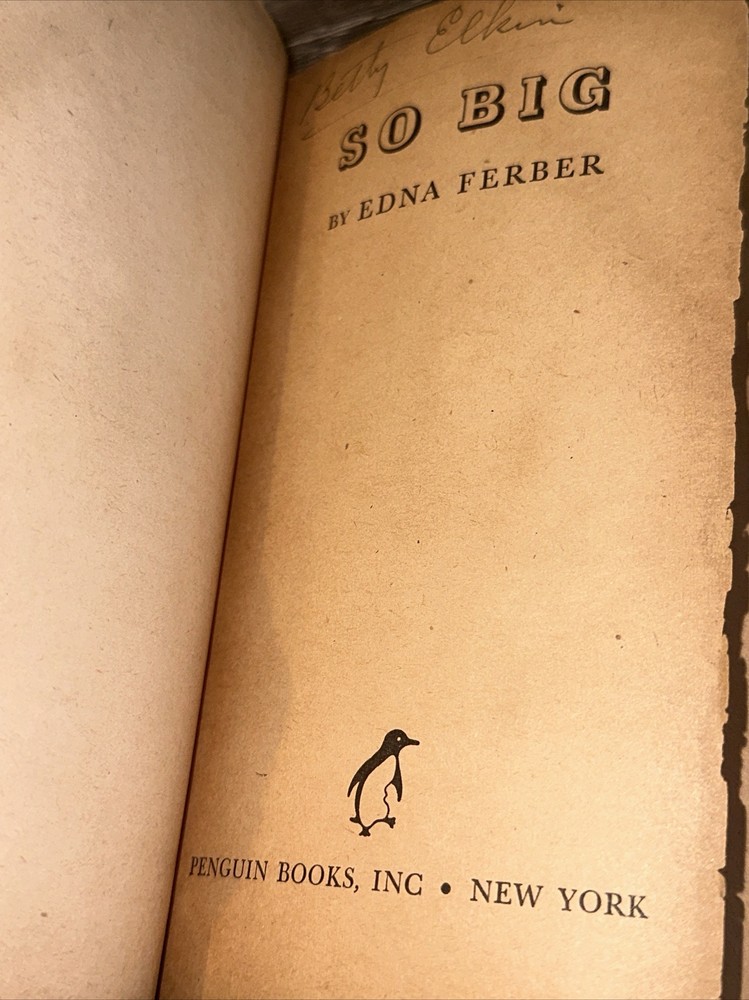 Betty Elkin
SO BIG
BY EDNA FERBER
PENGUIN BOOKS, INC • NEW YORK